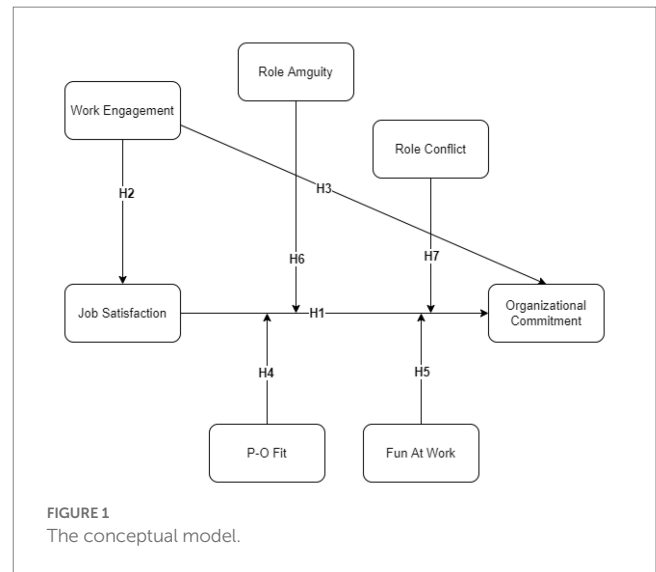 Role Amguity
Work Engagement
Role Conflict
H2
H3
H6
H7
Job Satisfaction
H1
Organizational
Commitment
H4
H5
P-O Fit
Fun At Work
FIGURE 1
The conceptual model.